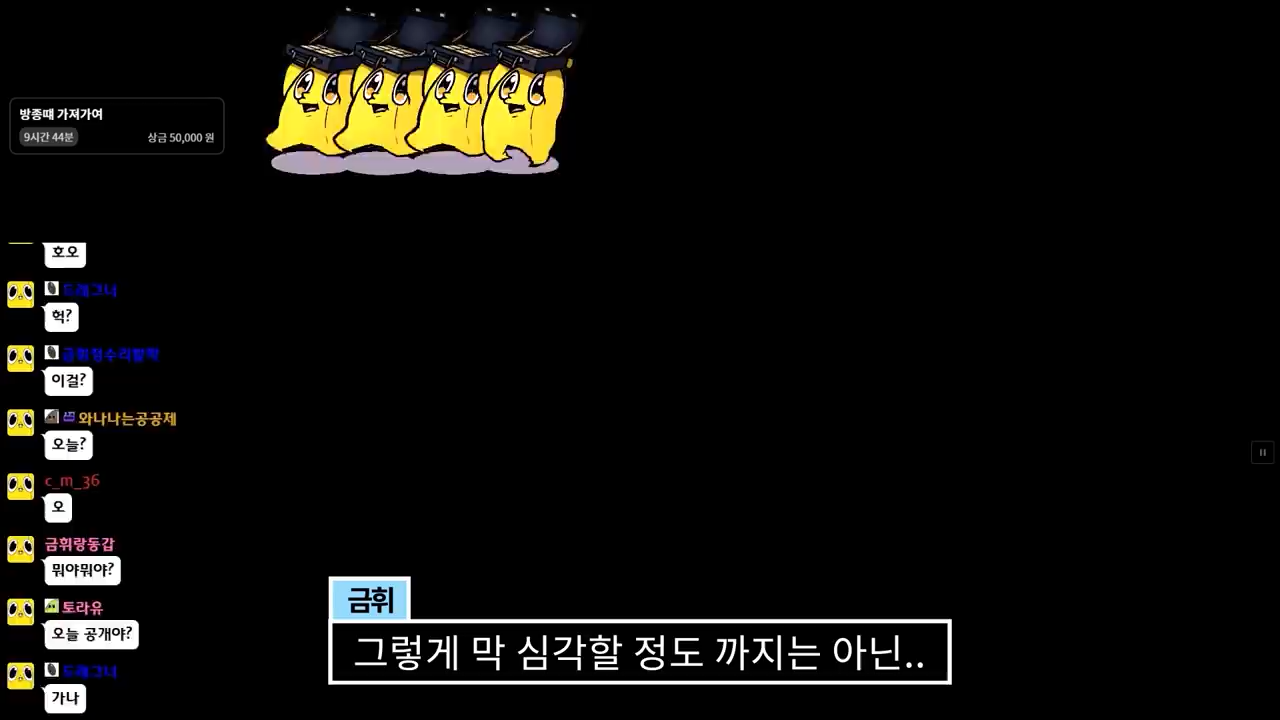 방종때 가져가여
9시간 44분
상금 50,000 원
호오
드래그너
헉?
금휘정수리발짝
이걸?
와나나는공공제
오늘?
c_m_36
오
금휘랑동갑
뭐야뭐야?
토라유
오늘 공개야?
드래그너
가나
금휘
그렇게 막 심각할 정도 까지는 아닌..